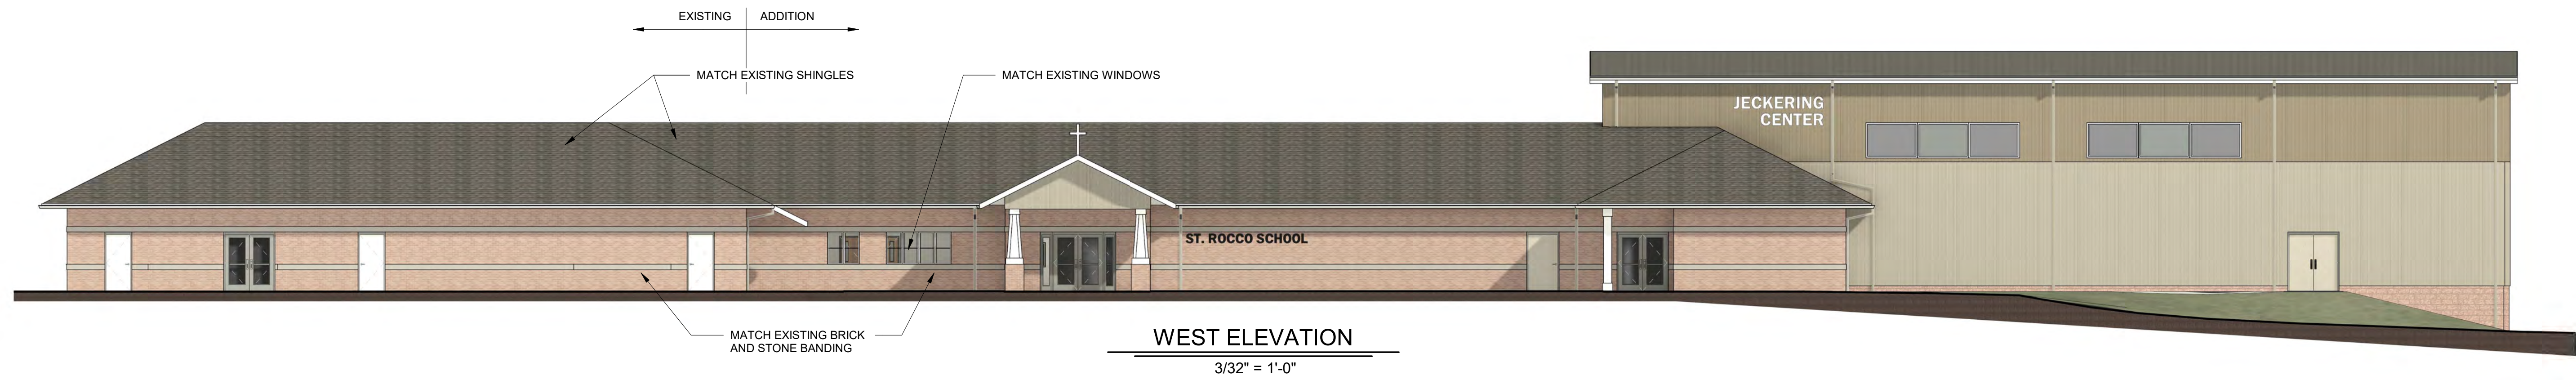 EXISTING
ADDITION
MATCH EXISTING SHINGLES
MATCH EXISTING WINDOWS
JECKERING
CENTER
ST. ROCCO SCHOOL
MATCH EXISTING BRICK
AND STONE BANDING
WEST ELEVATION
3/32" = 1'-0"